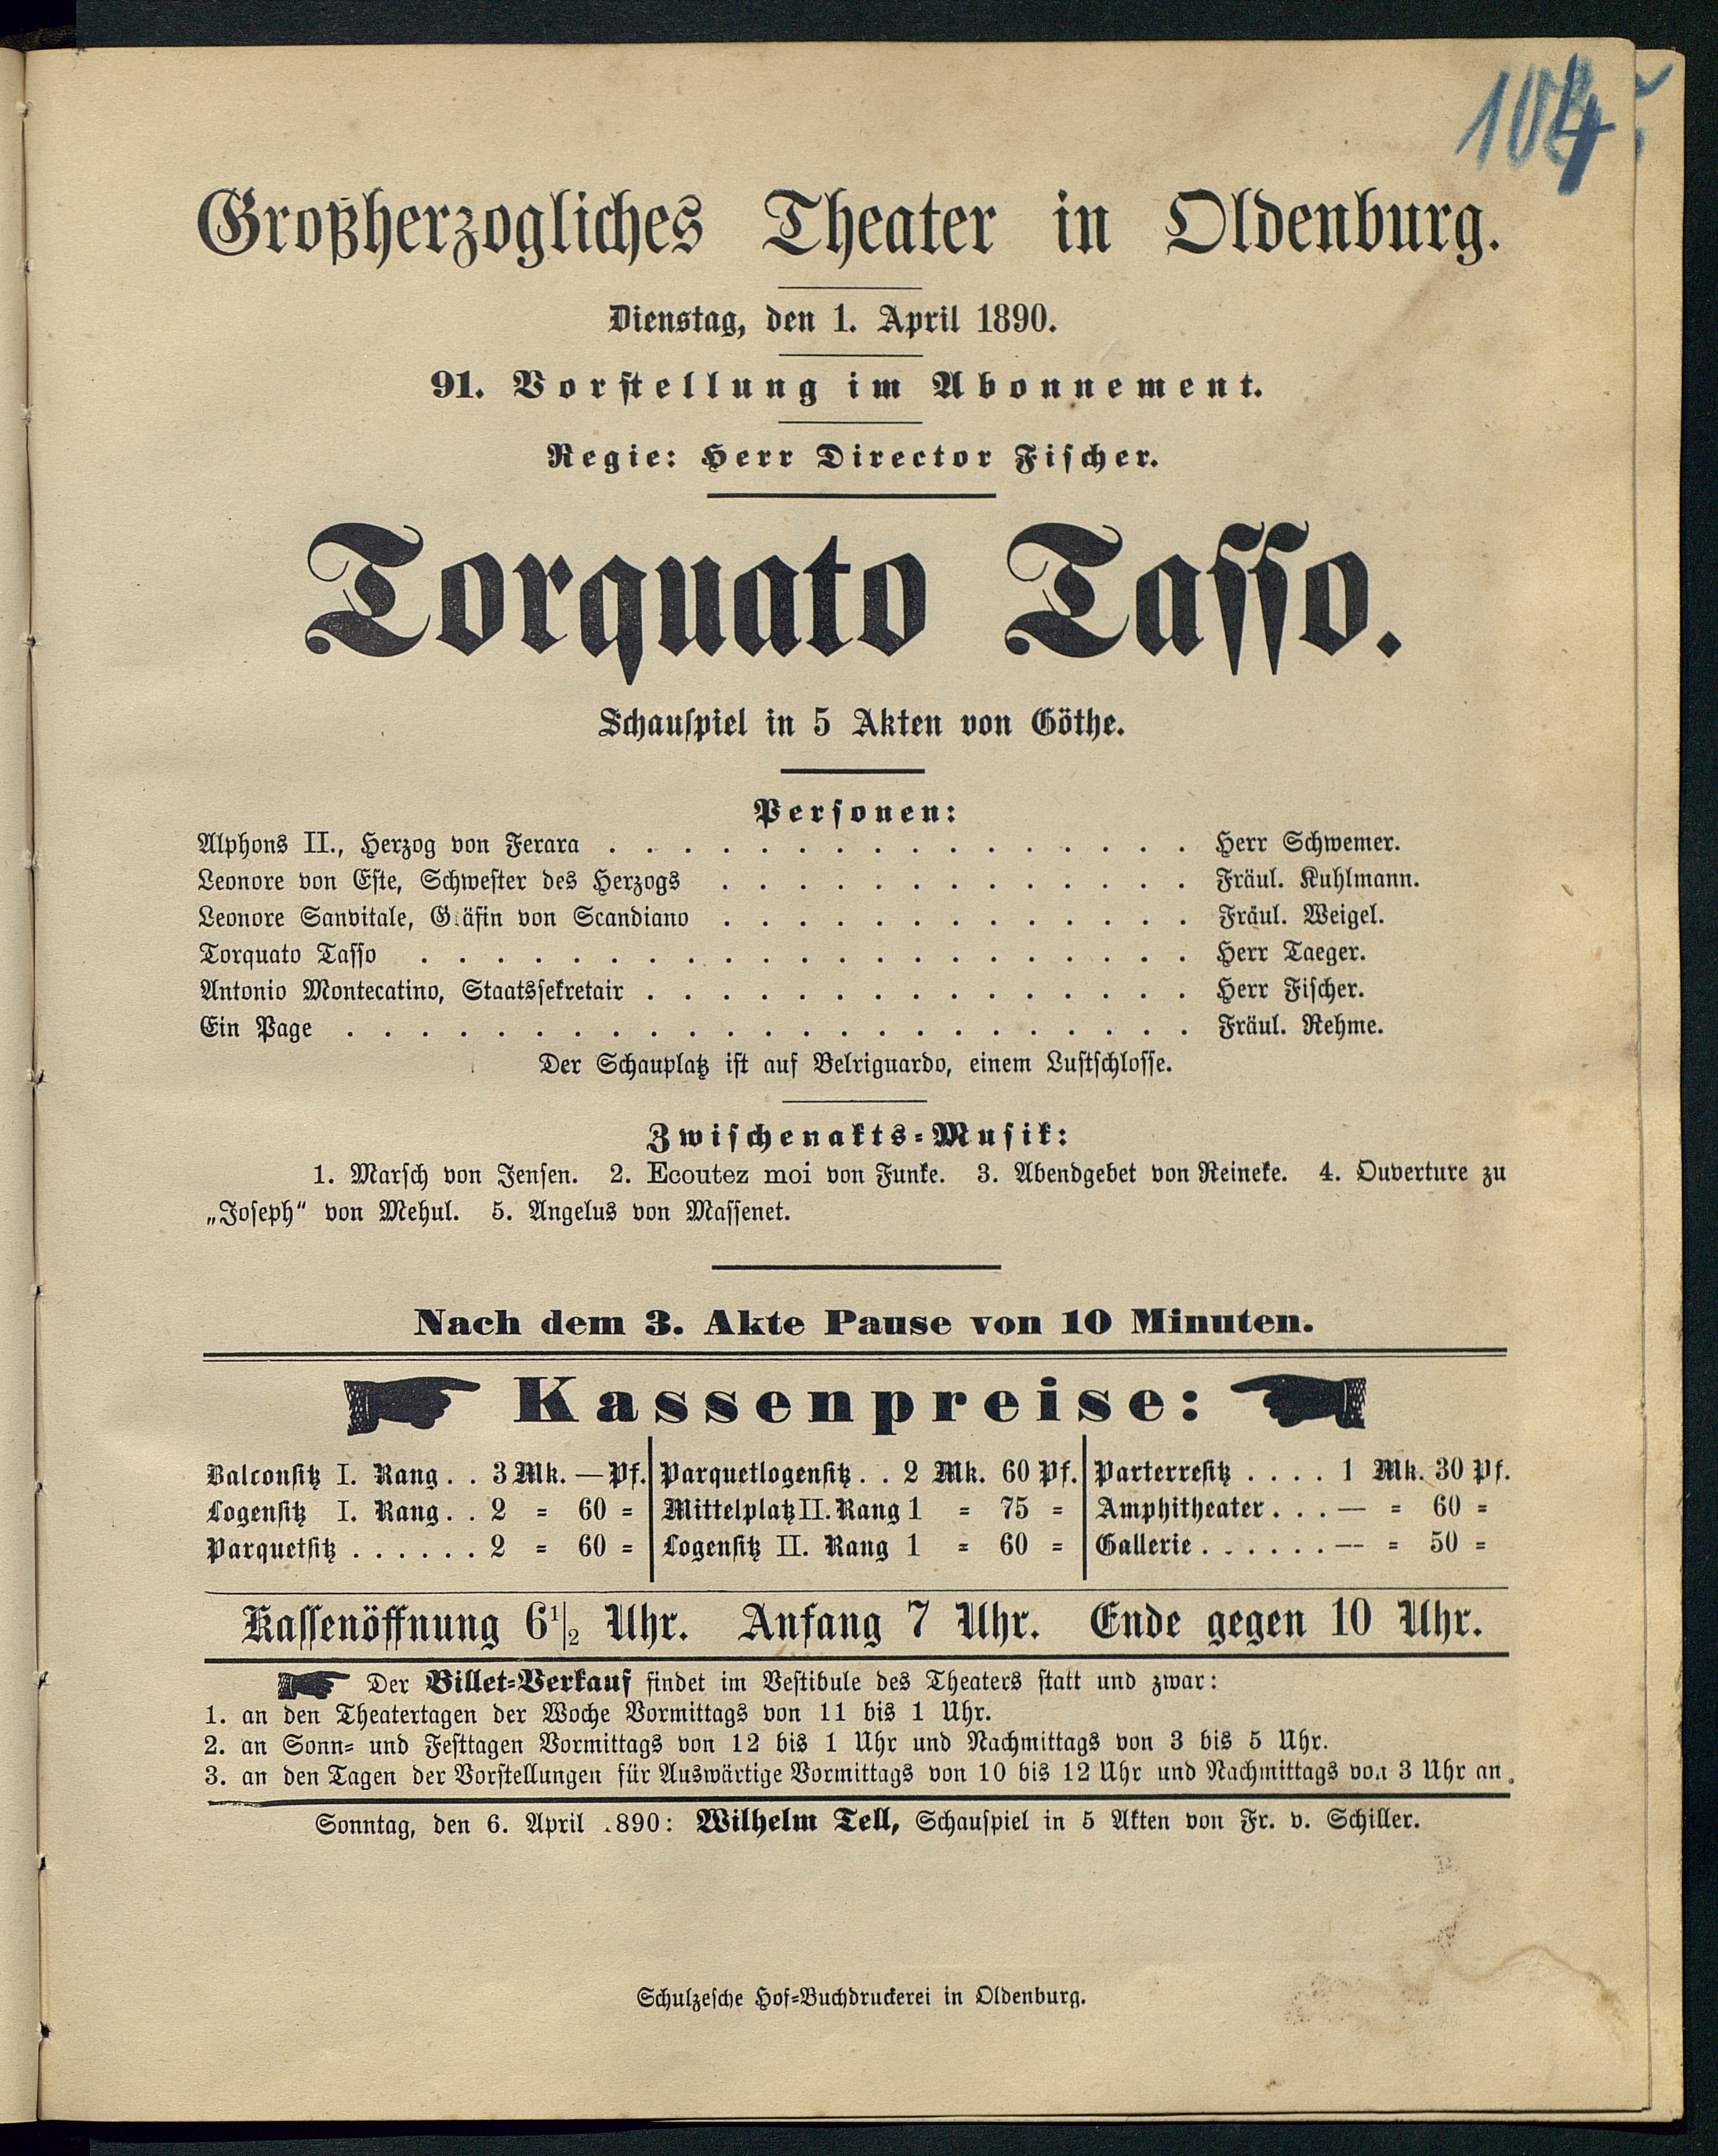 104
Großherzogliches Theater in Oldenburg.
Dienstag, den 1. April 1890.
91. Vorstellung im Abonnement.
Regie: Herr Director Fischer.
Torquato Tasso.
Schauspiel in 5 Akten von Göthe.
Personen:
Alphons II., Herzog von Ferara . . . . . . . . . . . . . . . . Herr Schwemer.
Leonore von Este, Schwester des Herzogs . . . . . . . . . . . . . Fräul. Kuhlmann.
Leonore Sanvitale, Gräfin von Scandiano . . . . . . . . . . . . . Fräul. Weigel.
Torquato Tasso . . . . . . . . . . . . . . . . . . . . . Herr Taeger.
Antonio Montecatino, Staatssekretair . . . . . . . . . . . . . . . Herr Fischer.
Ein Page . . . . . . . . . . . . . . . . . . . . . . . Fräul. Rehme.
Der Schauplatz ist auf Belriguardo, einem Lustschlosse.
Zwischenakts=Musik:
1. Marsch von Jensen. 2. Ecoutez moi von Funke. 3. Abendgebet von Reineke. 4. Ouverture zu
„Joseph“ von Mehul. 5. Angelus von Massenet.
Nach dem 3. Akte Pause von 10 Minuten.
Kassenpreise:
Balconsitz I. Rang . . 3 Mk. — Pf. Parquetlogensitz . . 2 Mk. 60 Pf. Parterresitz . . . . 1 Mk. 30 Pf.
Logensitz I. Rang . . 2 = 60 = Mittelplatz II. Rang 1 = 75 = Amphitheater . . . — = 60 =
Parquetsitz . . . . . . 2 = 60 = Logensitz II. Rang 1 = 60 = Gallerie . . . . . . — = 50 =
Kassenöffnung 6 1/2 Uhr. Anfang 7 Uhr. Ende gegen 10 Uhr.
Der Billet=Verkauf findet im Vestibule des Theaters statt und zwar:
1. an den Theatertagen der Woche Vormittags von 11 bis 1 Uhr.
2. an Sonn= und Festtagen Vormittags von 12 bis 1 Uhr und Nachmittags von 3 bis 5 Uhr.
3. an den Tagen der Vorstellungen für Auswärtige Vormittags von 10 bis 12 Uhr und Nachmittags von 3 Uhr an.
Sonntag, den 6. April .890: Wilhelm Tell, Schauspiel in 5 Akten von Fr. v. Schiller.
Schulzesche Hof=Buchdruckerei in Oldenburg.